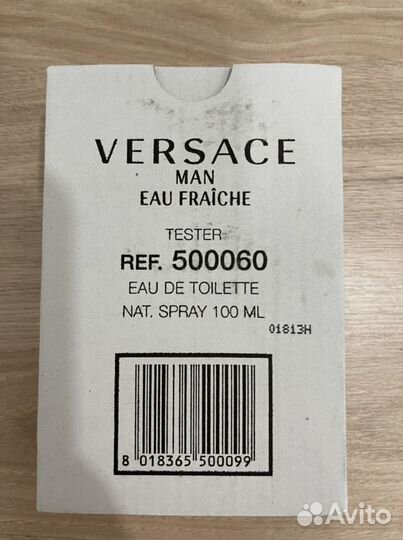 VERSACE
MAN
EAU FRAÎCHE
TESTER
REF. 500060
EAU DE TOILETTE
NAT. SPRAY 100 ML
01813H
8 018365 500099
Avito